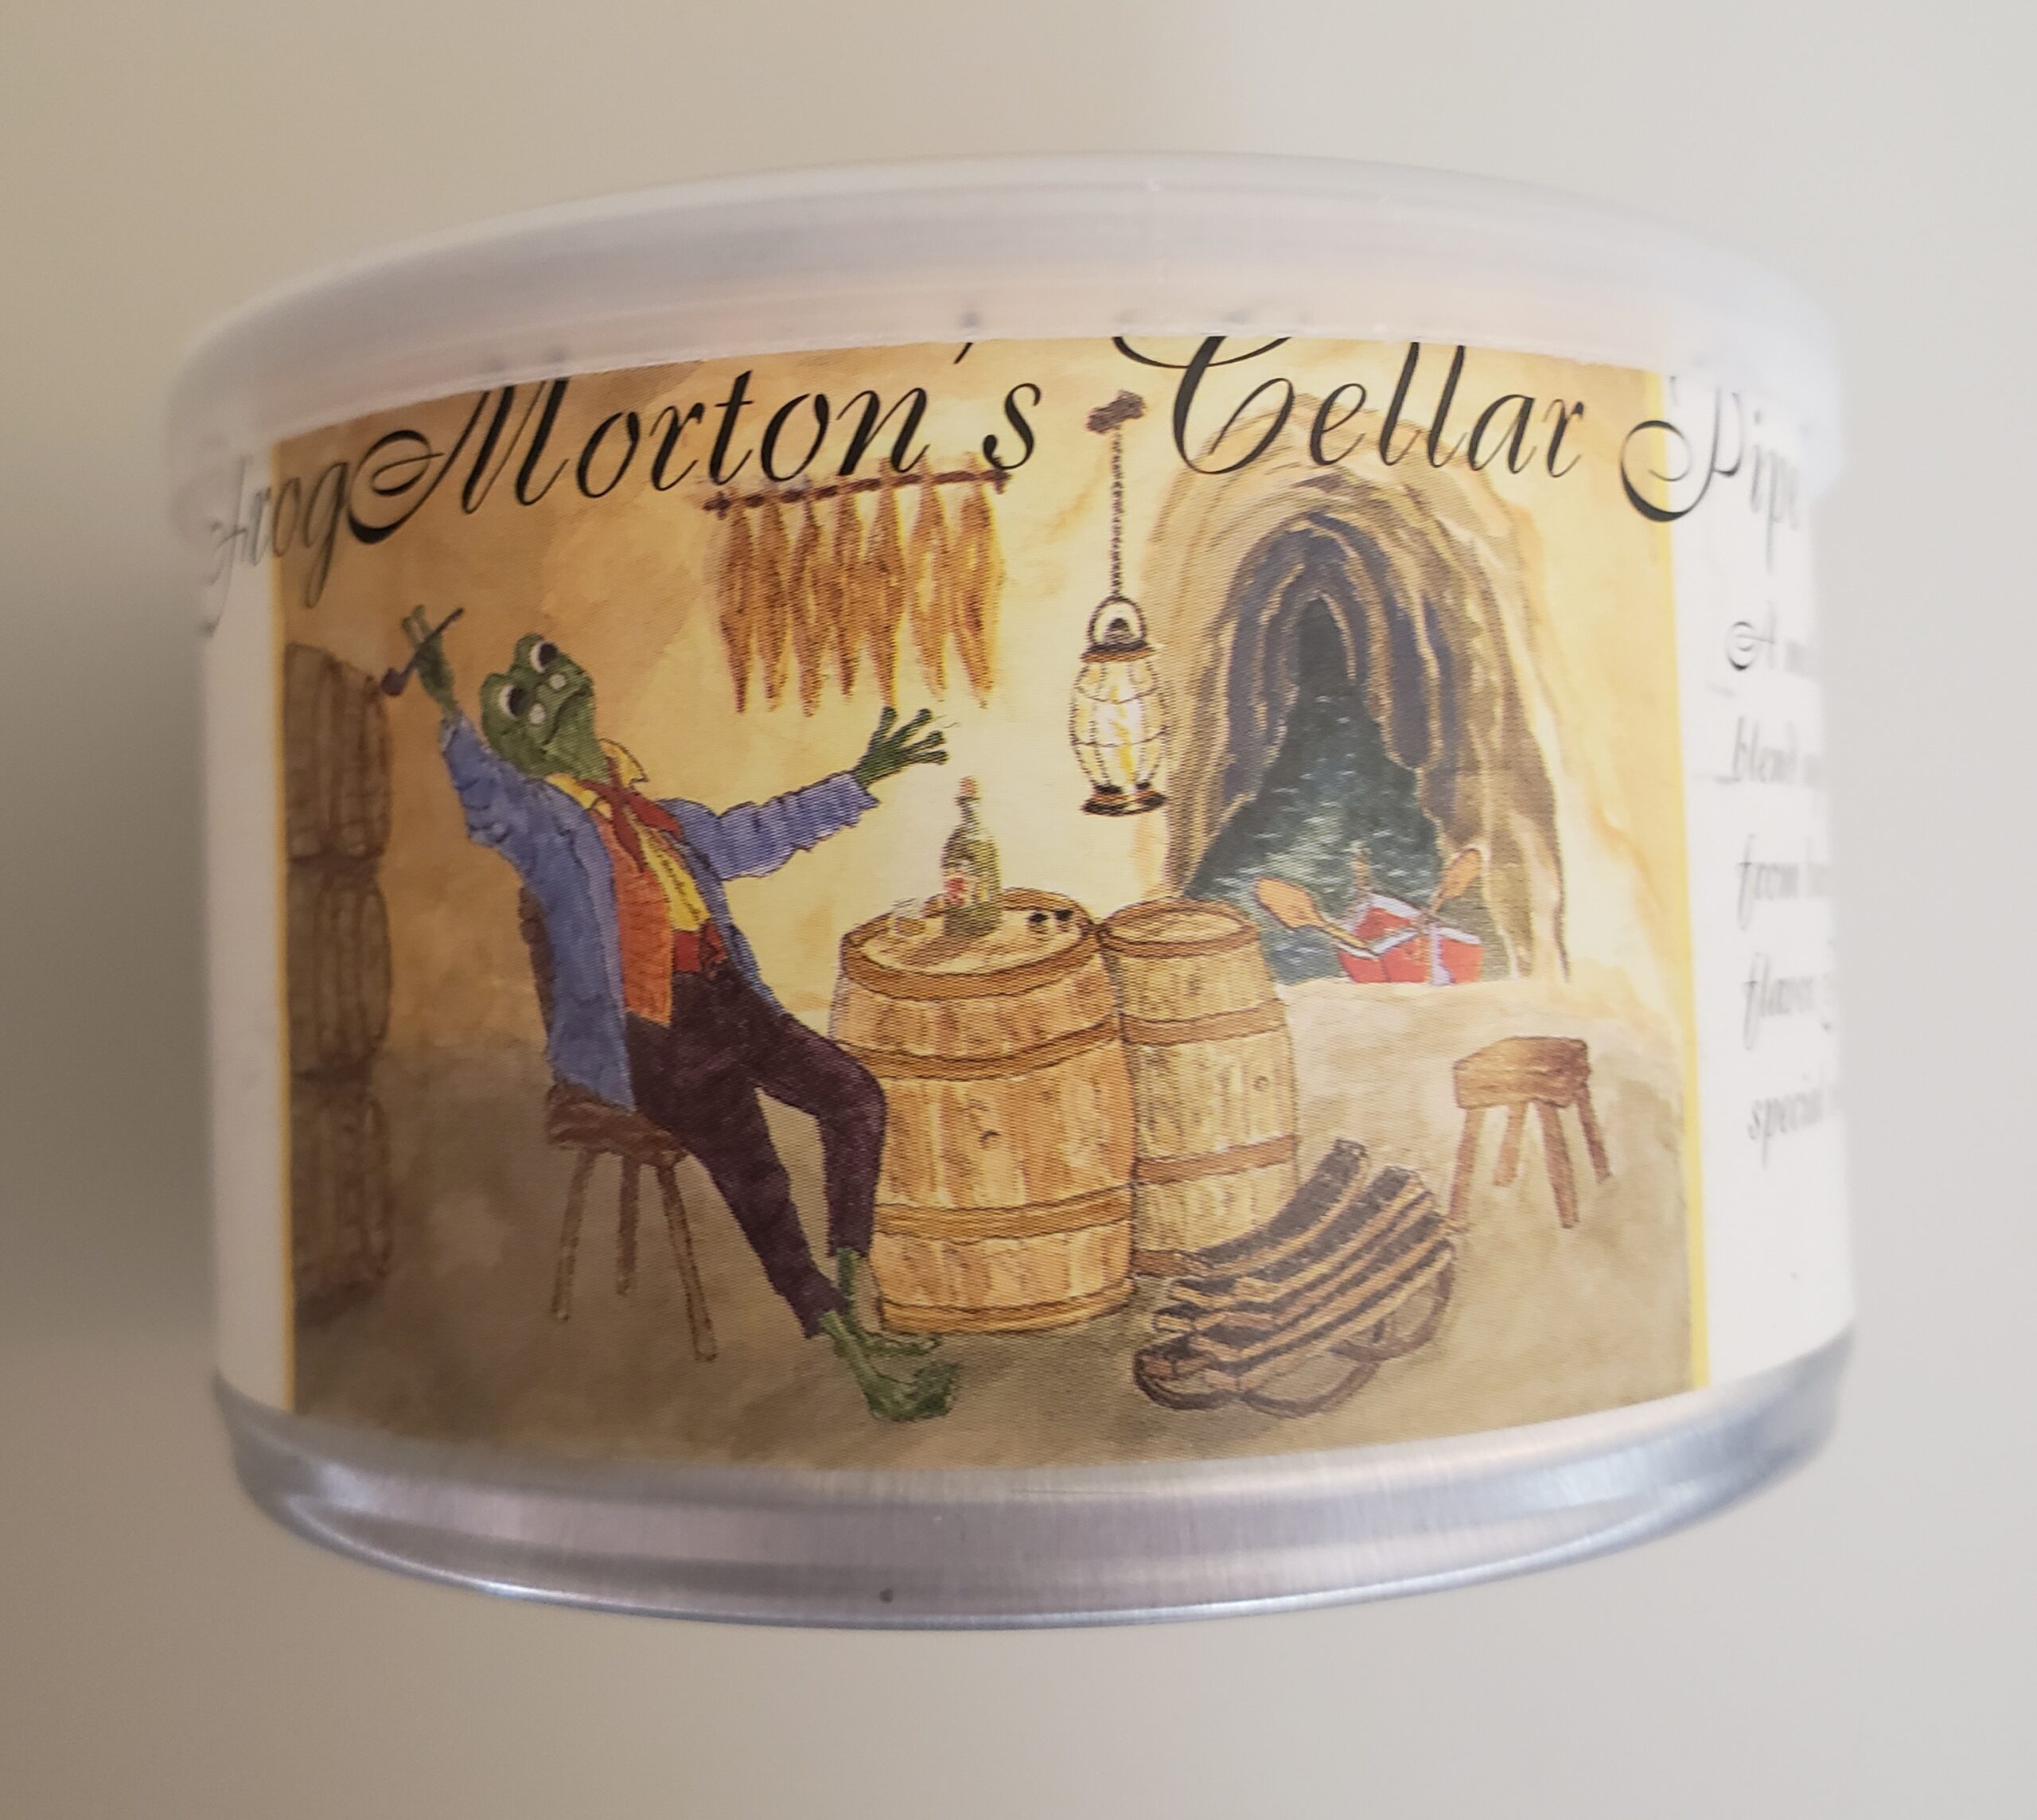 FrogMorton's Cellar Pipe
A
blend
from
flavor
special